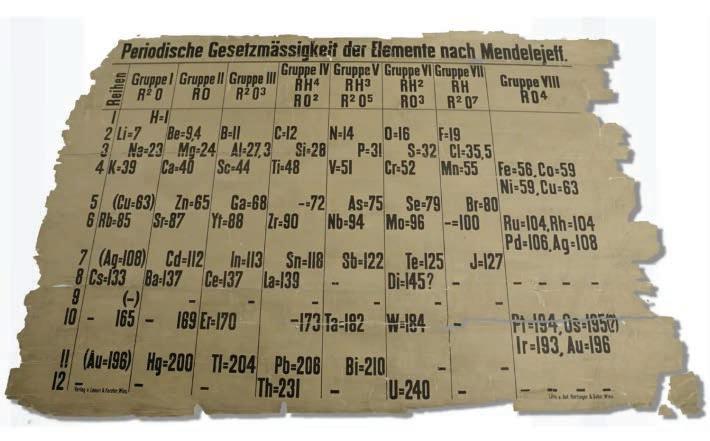 Periodische Gesetzmässigkeit der Elemente nach Mendelejeff.
Reihen Gruppe I Gruppe II Gruppe III Gruppe IV Gruppe V Gruppe VI Gruppe VII Gruppe VIII
RH⁴ RH³ RH² RH
R²O RO R²O³ RO² R²O⁵ RO³ R²O⁷ RO⁴
1 H=1
2 Li=7 Be=9,4 B=11 C=12 N=14 O=16 F=19
3 Na=23 Mg=24 Al=27,3 Si=28 P=31 S=32 Cl=35,5
4 K=39 Ca=40 Sc=44 Ti=48 V=51 Cr=52 Mn=55 Fe=56, Co=59
Ni=59, Cu=63
5 (Cu=63) Zn=65 Ga=68 -=72 As=75 Se=79 Br=80
6 Rb=85 Sr=87 Yt=88 Zr=90 Nb=94 Mo=96 -=100 Ru=104, Rh=104
Pd=106, Ag=108
7 (Ag=108) Cd=112 In=113 Sn=118 Sb=122 Te=125 J=127
8 Cs=133 Ba=137 Ce=137 La=139 - Di=145? - - - - -
9 (-) - - - - - -
10 - 165 - 169 Er=170 -173 Ta=182 W=184 - Pt=194, Os=195(?)
Ir=193, Au=196
11 (Au=196) Hg=200 Tl=204 Pb=206 Bi=210 - -
12 - - - Th=231 - U=240 - - - - -
Verlag v. Lenoir & Forster, Wien.